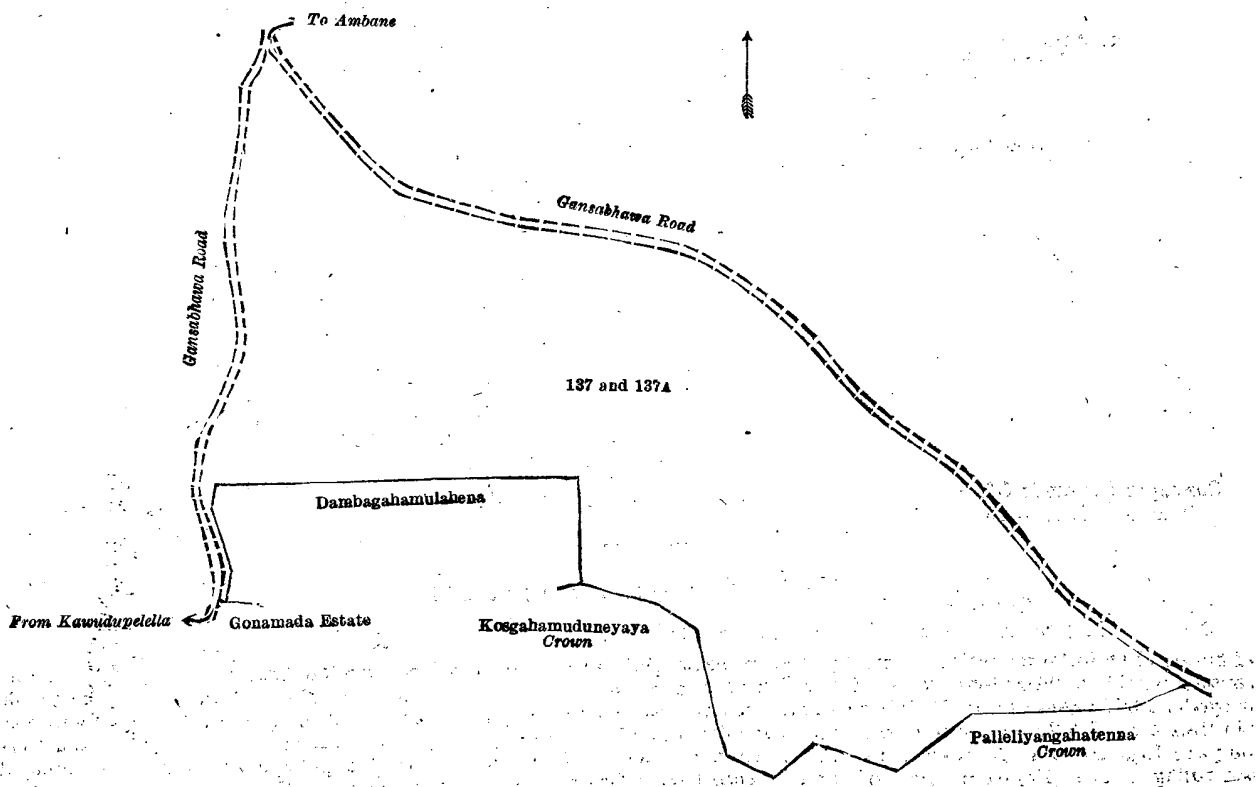 To Ambane
Gansabhawa Road
Gansabhawa Road
137 and 137A
Dambagahamulahena
From Kawudupelella
Gonamada Estate
Kosgahamuduneyaya
Crown
Palleliyangahatenna
Crown